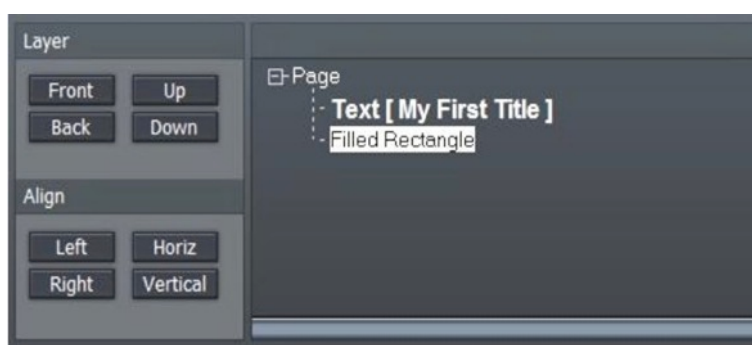 Layer
Front Up
Back Down
Align
Left Horiz
Right Vertical
Page
Text [ My First Title ]
Filled Rectangle